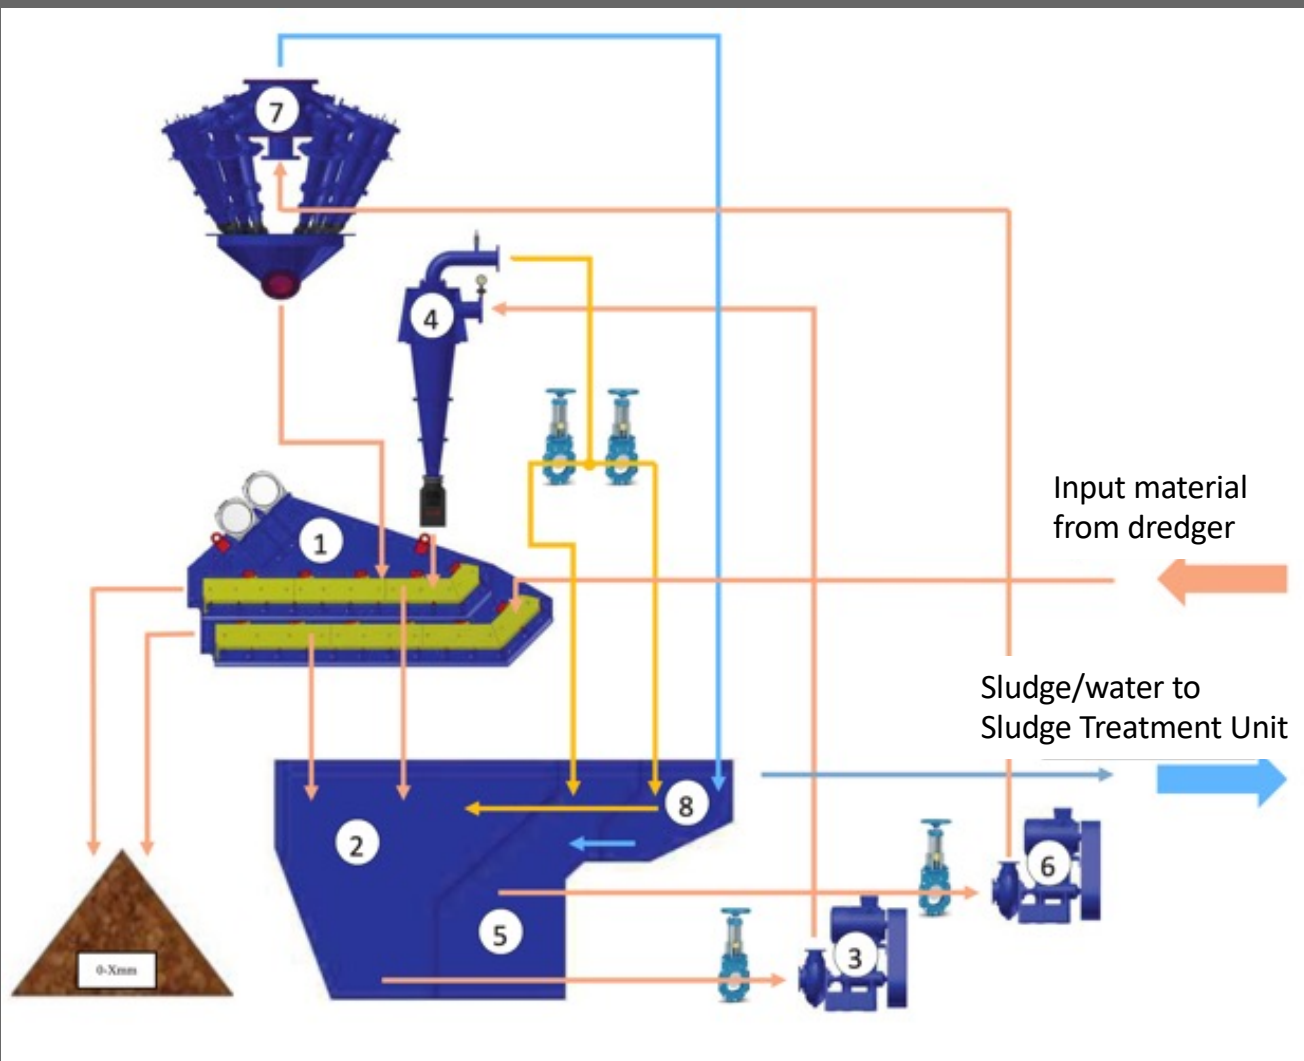 7
4
1
Input material
from dredger
Sludge/water to
Sludge Treatment Unit
8
2
6
5
3
0-Xmm